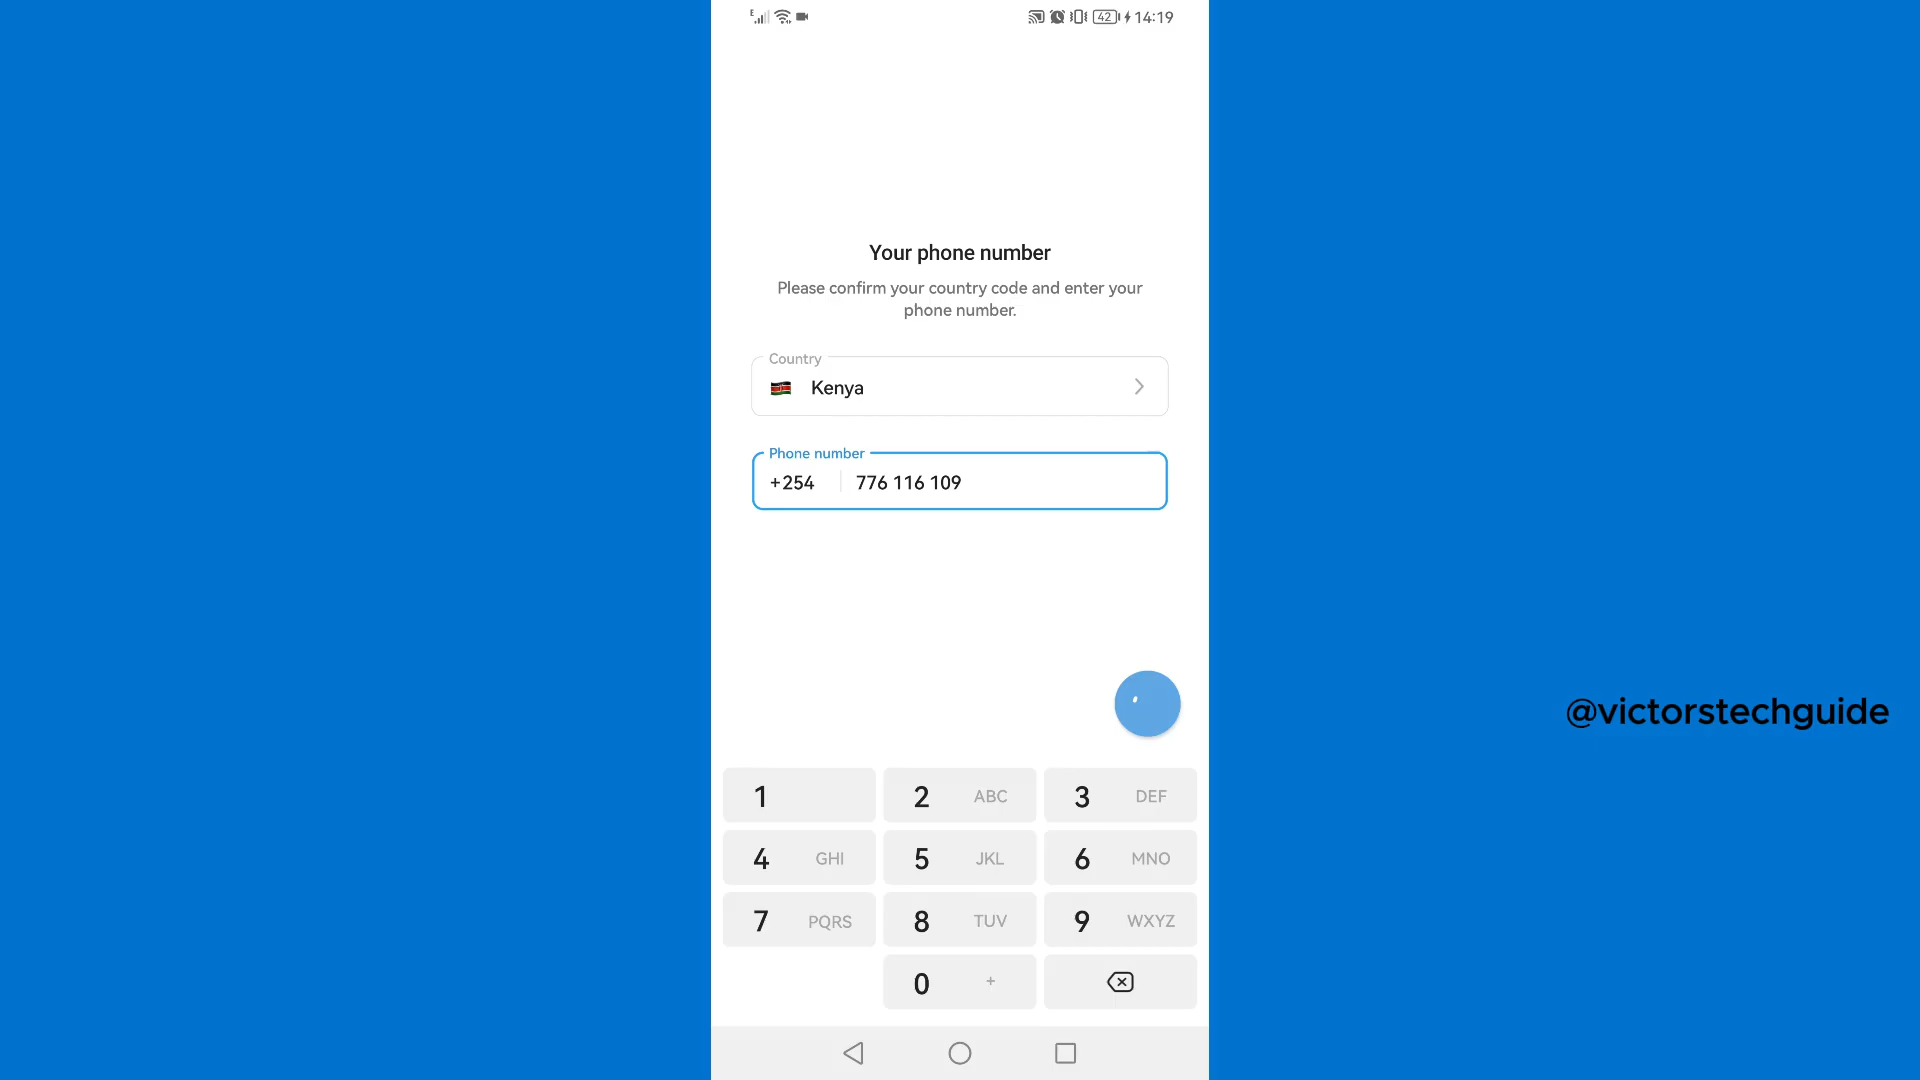 E
42
14:19
Your phone number
Please confirm your country code and enter your
phone number.
Country
Kenya
Phone number
+254 776 116 109
@victorstechguide
1
2 ABC
3 DEF
4 GHI
5 JKL
6 MNO
7 PQRS
8 TUV
9 WXYZ
0 +